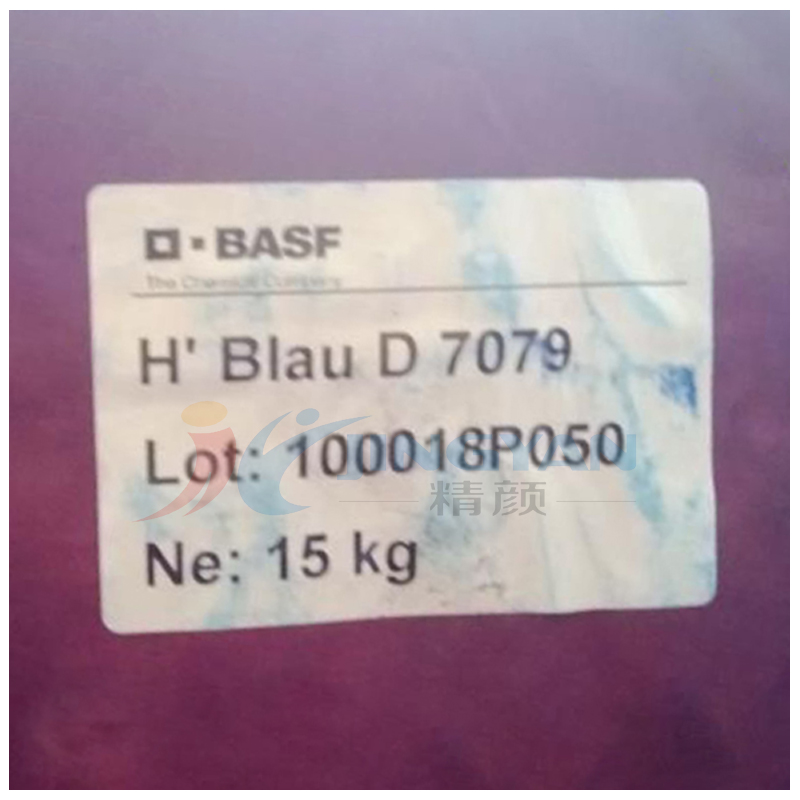 BASF
The Chemical Company
H' Blau D 7079
Lot: 100018P050
Ne: 15 kg
精颜